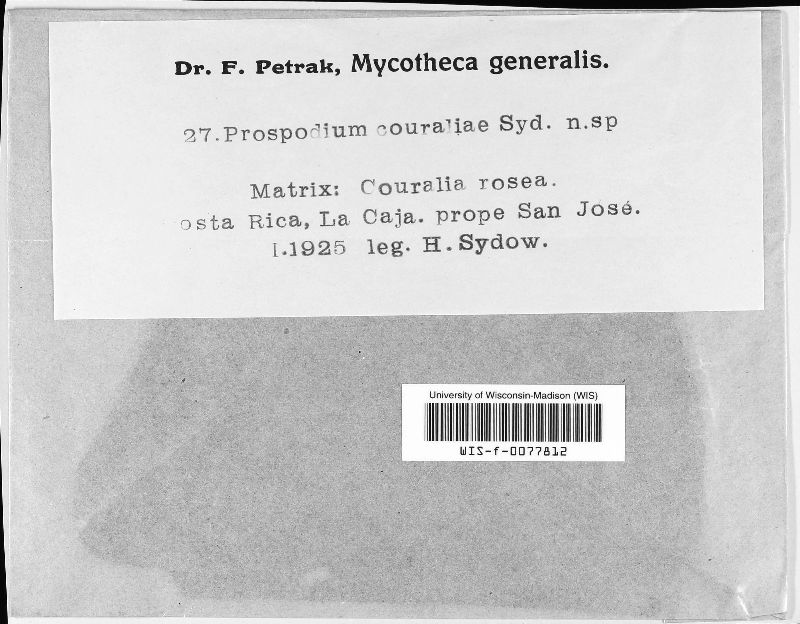 Dr. F. Petrak, Mycotheca generalis.
27. Prospodium couraliae Syd. n.sp
Matrix: Couralia rosea.
osta Rica, La Caja. prope San José.
I.1925 leg. H. Sydow.
University of Wisconsin-Madison (WIS)
WIS-f-0077812